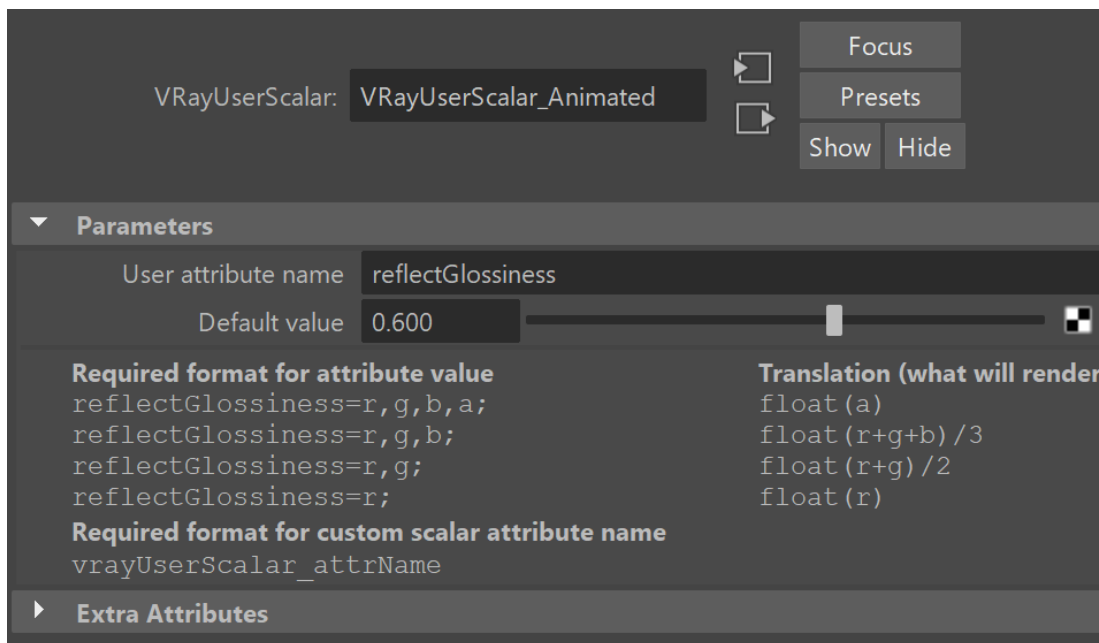 Focus
VRayUserScalar: VRayUserScalar_Animated
Presets
Show Hide
Parameters
User attribute name reflectGlossiness
Default value 0.600
Required format for attribute value Translation (what will render
reflectGlossiness=r,g,b,a; float(a)
reflectGlossiness=r,g,b; float(r+g+b)/3
reflectGlossiness=r,g; float(r+g)/2
reflectGlossiness=r; float(r)
Required format for custom scalar attribute name
vrayUserScalar_attrName
Extra Attributes